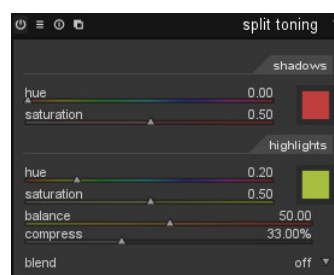 split toning
shadows
hue 0.00
saturation 0.50
highlights
hue 0.20
saturation 0.50
balance 50.00
compress 33.00%
blend off